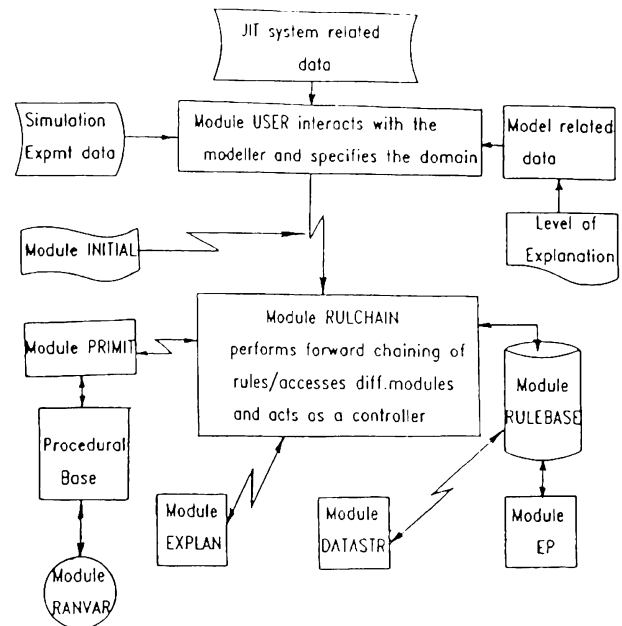 JIT system related
data
Simulation
Expmt data
Module USER interacts with the
modeller and specifies the domain
Model related
data
Level of
Explanation
Module INITIAL
Module RULCHAIN
performs forward chaining of
rules/accesses diff.modules
and acts as a controller
Module PRIMIT
Module
RULEBASE
Procedural
Base
Module
EXPLAN
Module
DATASTR
Module
EP
Module
RANVAR